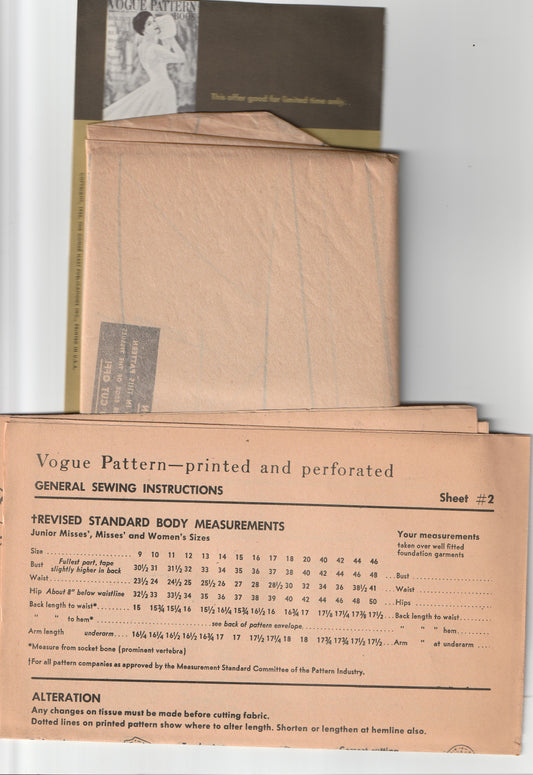 VOGUE PATTERN
BOOK
This offer good for limited time only.
Vogue Pattern—printed and perforated
GENERAL SEWING INSTRUCTIONS
Sheet #2
†REVISED STANDARD BODY MEASUREMENTS
Junior Misses', Misses' and Women's Sizes
Your measurements
taken over well fitted
foundation garments
Size 9 10 11 12 13 14 15 16 17 18 20 40 42 44 46
Bust Fullest part, tape slightly higher in back 30½ 31 31½ 32 33 34 35 36 37 38 40 42 44 46 48 ...Bust
Waist 23½ 24 24½ 25 25½ 26 27 28 28½ 30 32 34 36 38½ 41 ...Waist
Hip About 8" below waistline 32½ 33 33½ 34 35 36 37 38 39 40 42 44 46 48 50 ...Hips
Back length to waist* 15 15¾ 15¼ 16 15½ 16¼ 15¾ 16½ 16 16¾ 17 17⅛ 17¼ 17⅜ 17½ Back length to waist
" " to hem* see back of pattern envelope " " " hem
Arm length underarm 16¼ 16¼ 16½ 16½ 16¾ 17 17 17½ 17¼ 18 18 17¾ 17¾ 17½ 17½ ...Arm " at underarm
*Measure from socket bone (prominent vertebra)
†For all pattern companies as approved by the Measurement Standard Committee of the Pattern Industry.
ALTERATION
Any changes on tissue must be made before cutting fabric.
Dotted lines on printed pattern show where to alter length. Shorten or lengthen at hemline also.